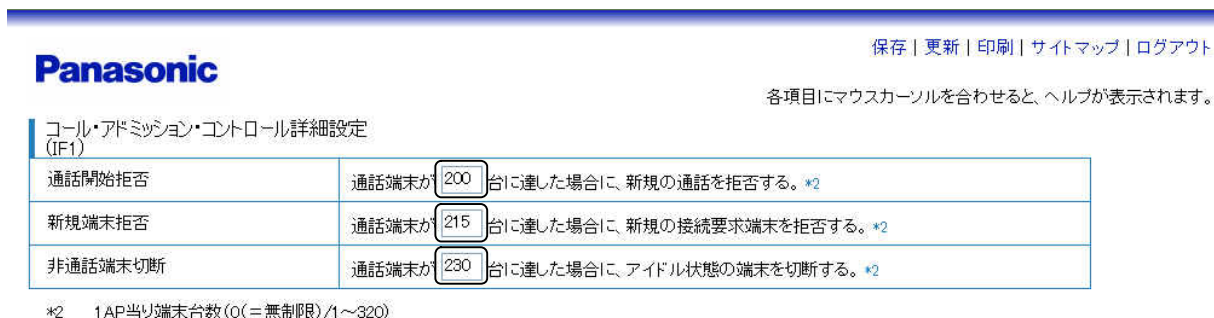 保存 | 更新 | 印刷 | サイトマップ | ログアウト
Panasonic
各項目にマウスカーソルを合わせると、ヘルプが表示されます。
コール・アドミッション・コントロール詳細設定
(IF1)
通話開始拒否 通話端末が 200 台に達した場合に、新規の通話を拒否する。 *2
新規端末拒否 通話端末が 215 台に達した場合に、新規の接続要求端末を拒否する。 *2
非通話端末切断 通話端末が 230 台に達した場合に、アイドル状態の端末を切断する。 *2
*2 1AP当り端末台数(0(=無制限)/1~320)